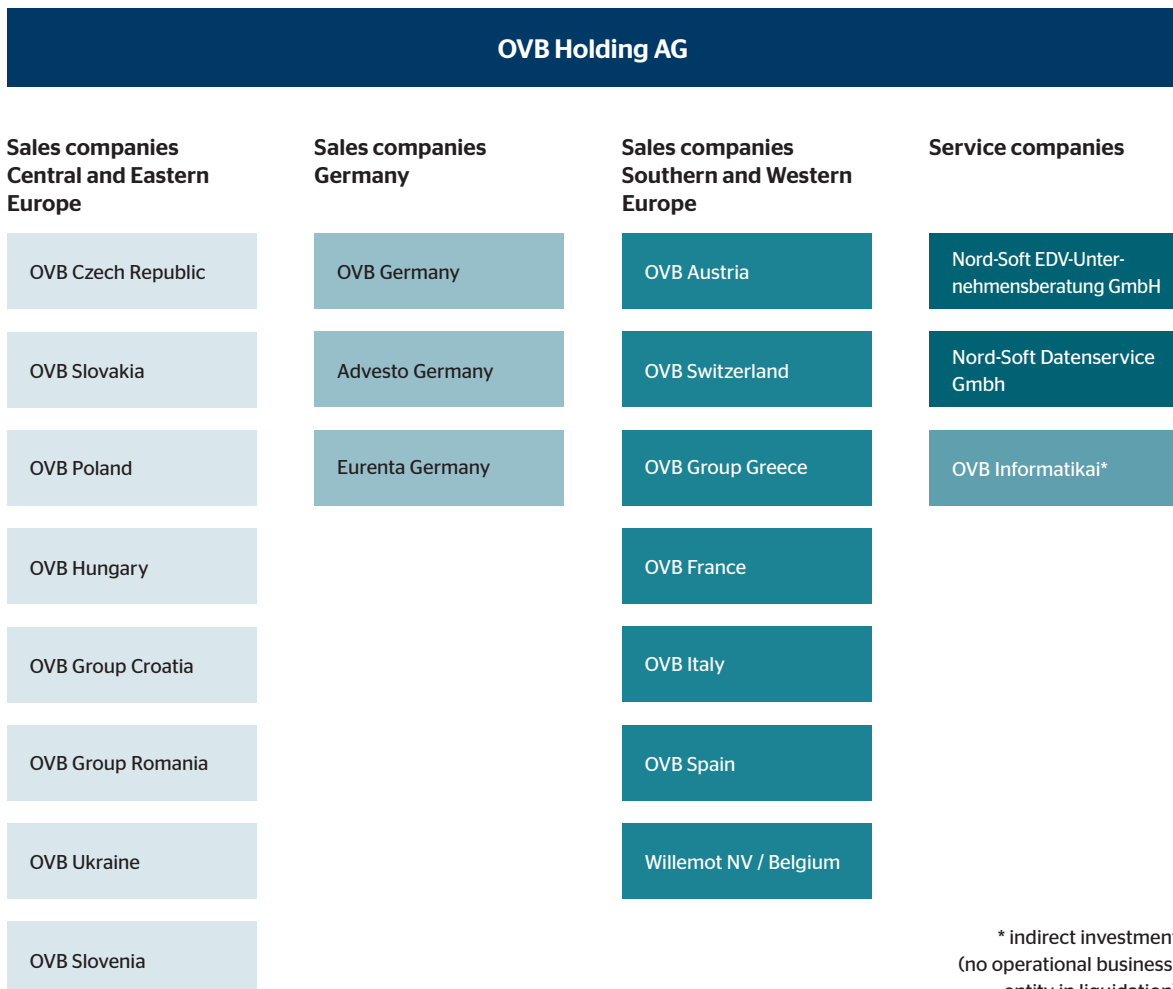 OVB Holding AG
Sales companies
Central and Eastern
Europe
OVB Czech Republic
OVB Slovakia
OVB Poland
OVB Hungary
OVB Group Croatia
OVB Group Romania
OVB Ukraine
OVB Slovenia
Sales companies
Germany
OVB Germany
Advesto Germany
Eurenta Germany
Sales companies
Southern and Western
Europe
OVB Austria
OVB Switzerland
OVB Group Greece
OVB France
OVB Italy
OVB Spain
Willemot NV / Belgium
Service companies
Nord-Soft EDV-Unter-
nehmensberatung GmbH
Nord-Soft Datenservice
Gmbh
OVB Informatikai*
* indirect investment
(no operational business,
entity in liquidation